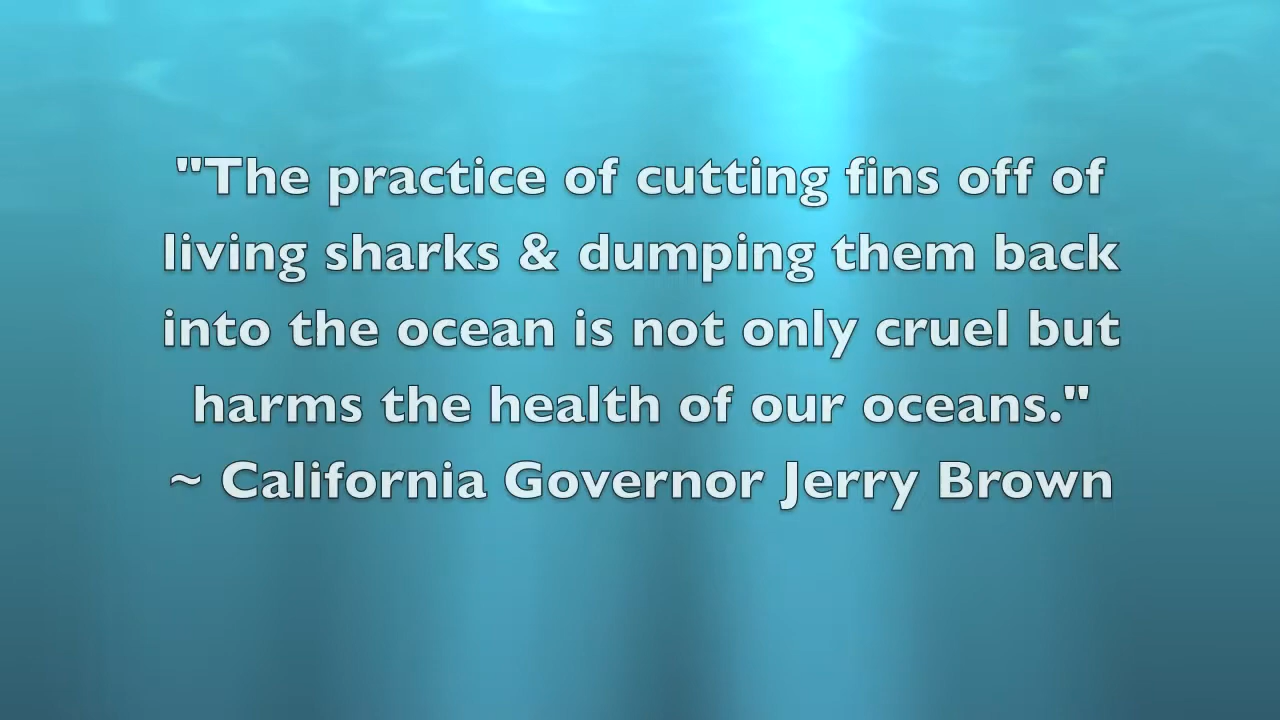 "The practice of cutting fins off of
living sharks & dumping them back
into the ocean is not only cruel but
harms the health of our oceans."
~ California Governor Jerry Brown